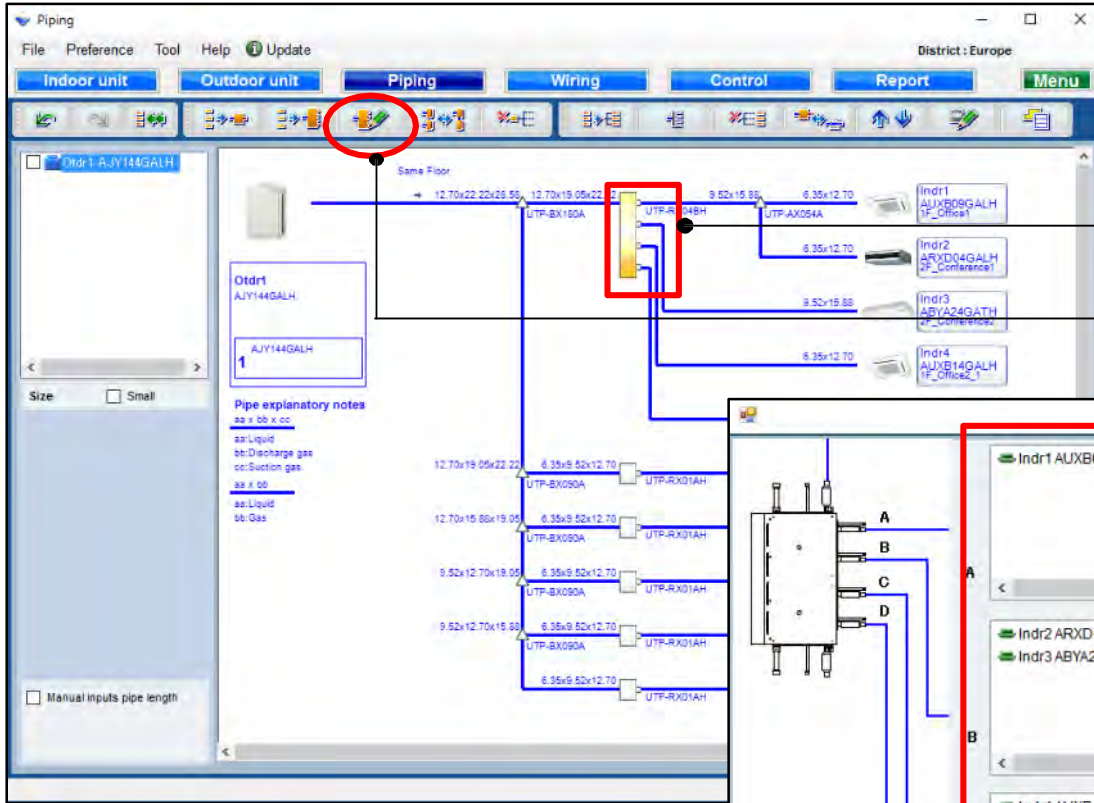 Piping
File Preference Tool Help Update District : Europe
Indoor unit Outdoor unit Piping Wiring Control Report Menu
Otdr1 AJY144GALH
Size Small
Manual inputs pipe length
Same Floor
12.70x22.22x28.58 12.70x19.05x22.22 9.52x15.88 6.35x12.70
UTP-BX180A UTP-RX04BH UTP-AX054A
Indr1
AUXB09GALH
1F_Office1
6.35x12.70
Indr2
ARXD04GALH
2F_Conference1
9.52x15.88
Indr3
ABYA24GATH
2F_Conference2
6.35x12.70
Indr4
AUXB14GALH
1F_Office2_1
Otdr1
AJY144GALH
AJY144GALH
1
Pipe explanatory notes
aa x bb x cc
aa:Liquid
bb:Discharge gas
cc:Suction gas
aa x bb
aa:Liquid
bb:Gas
12.70x19.05x22.22 6.35x9.52x12.70
UTP-BX090A UTP-RX01AH
12.70x15.88x19.05 6.35x9.52x12.70
UTP-BX090A UTP-RX01AH
9.52x12.70x19.05 6.35x9.52x12.70
UTP-BX090A UTP-RX01AH
9.52x12.70x15.88 6.35x9.52x12.70
UTP-BX090A UTP-RX01AH
6.35x9.52x12.70
UTP-RX01AH
A
B
C
D
A
Indr1 AUXB
B
Indr2 ARXD
Indr3 ABYA2